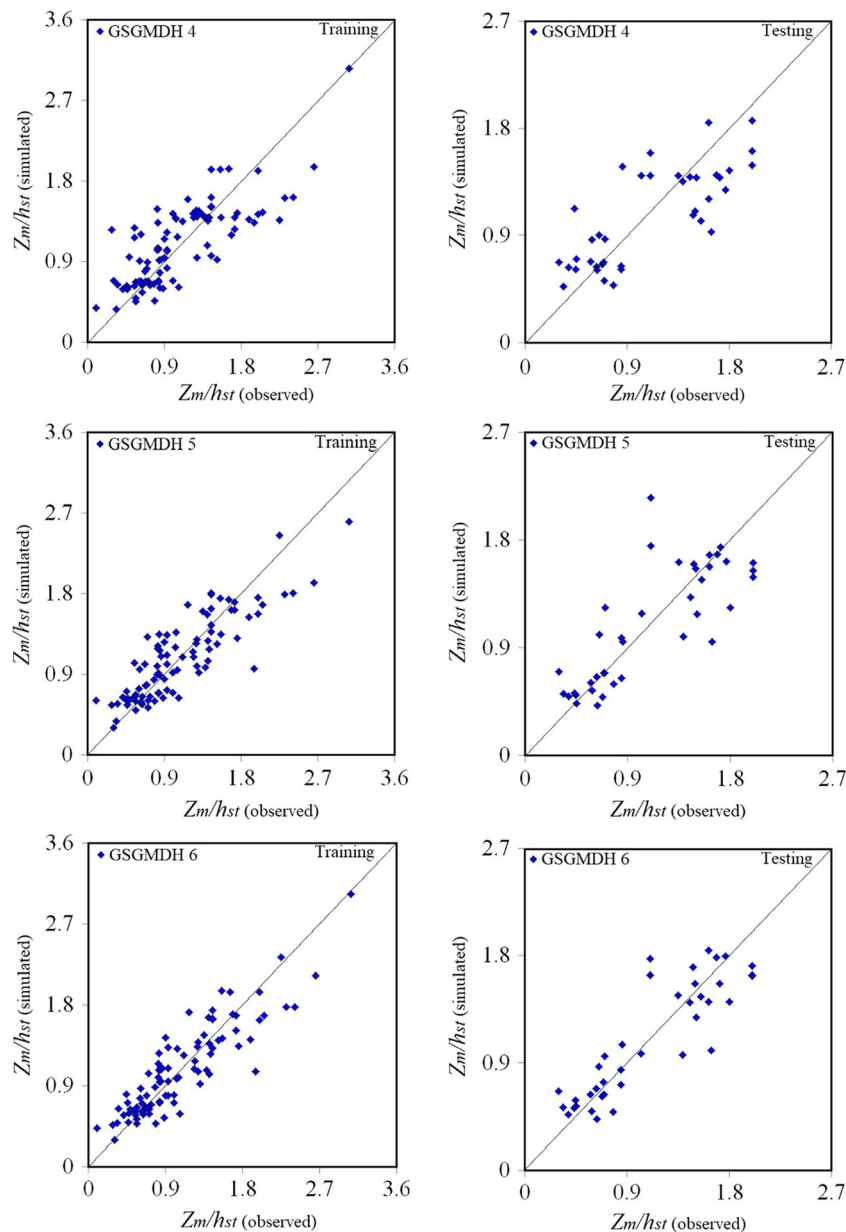 3.6 GSGMDH 4 Training
2.7
1.8
0.9
0
Zm/hst (simulated)
0 0.9 1.8 2.7 3.6
Zm/hst (observed)
2.7 GSGMDH 4 Testing
1.8
0.9
0
Zm/hst (simulated)
0 0.9 1.8 2.7
Zm/hst (observed)
3.6 GSGMDH 5 Training
2.7
1.8
0.9
0
Zm/hst (simulated)
0 0.9 1.8 2.7 3.6
Zm/hst (observed)
2.7 GSGMDH 5 Testing
1.8
0.9
0
Zm/hst (simulated)
0 0.9 1.8 2.7
Zm/hst (observed)
3.6 GSGMDH 6 Training
2.7
1.8
0.9
0
Zm/hst (simulated)
0 0.9 1.8 2.7 3.6
Zm/hst (observed)
2.7 GSGMDH 6 Testing
1.8
0.9
0
Zm/hst (simulated)
0 0.9 1.8 2.7
Zm/hst (observed)